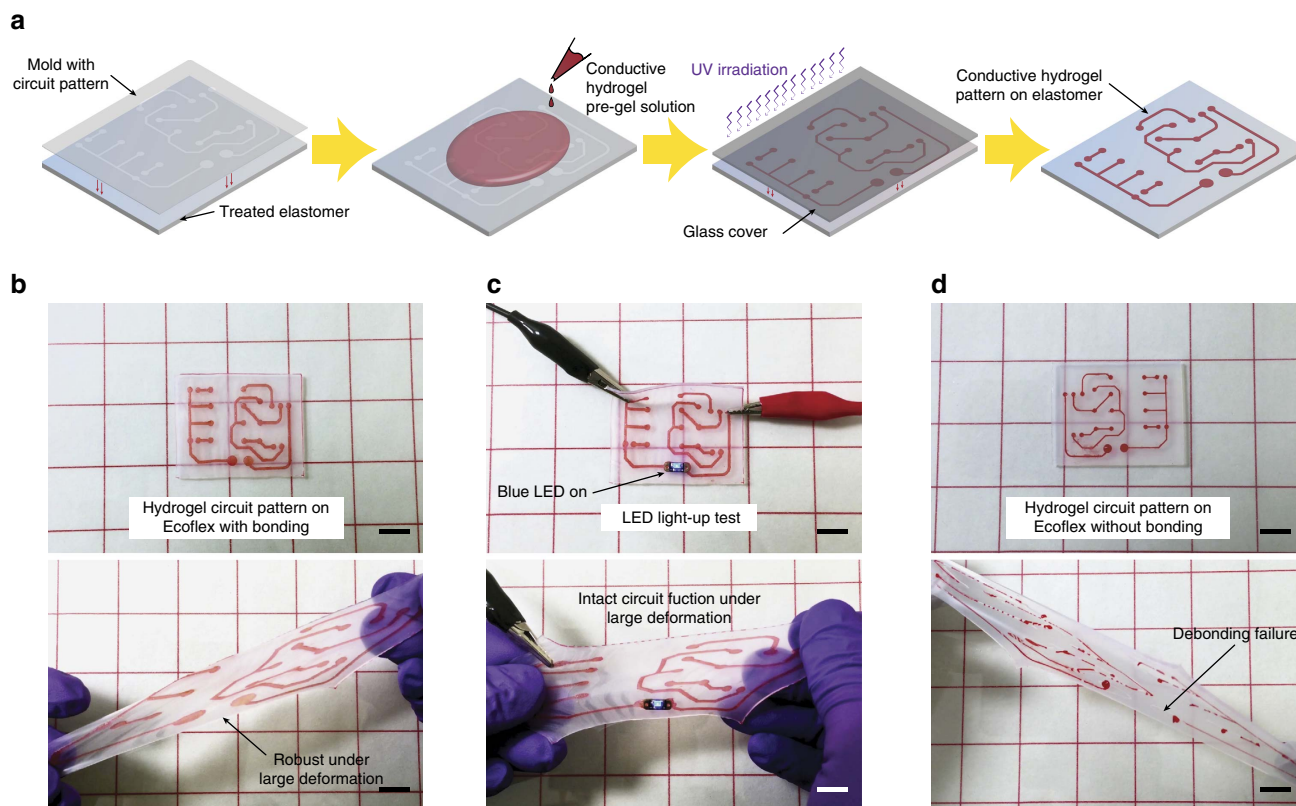 a
Mold with
circuit pattern
Treated elastomer
Conductive
hydrogel
pre-gel solution
UV irradiation
Glass cover
Conductive hydrogel
pattern on elastomer
b
Hydrogel circuit pattern on
Ecoflex with bonding
Robust under
large deformation
c
Blue LED on
LED light-up test
Intact circuit fuction under
large deformation
d
Hydrogel circuit pattern on
Ecoflex without bonding
Debonding failure